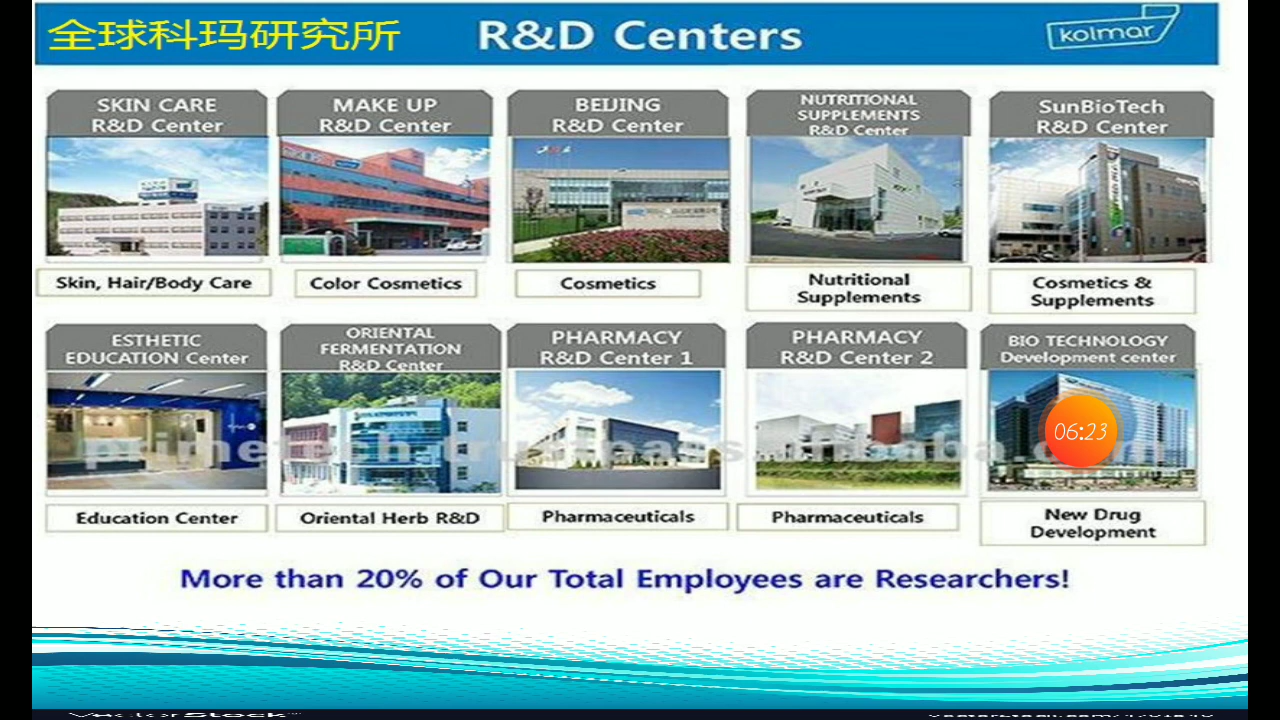 全球科玛研究所
R&D Centers
kolmar
SKIN CARE
R&D Center
MAKE UP
R&D Center
BEIJING
R&D Center
NUTRITIONAL
SUPPLEMENTS
R&D Center
SunBioTech
R&D Center
Skin, Hair/Body Care
Color Cosmetics
Cosmetics
Nutritional
Supplements
Cosmetics &
Supplements
ESTHETIC
EDUCATION Center
ORIENTAL
FERMENTATION
R&D Center
PHARMACY
R&D Center 1
PHARMACY
R&D Center 2
BIO TECHNOLOGY
Development center
06:23
Education Center
Oriental Herb R&D
Pharmaceuticals
Pharmaceuticals
New Drug
Development
More than 20% of Our Total Employees are Researchers!